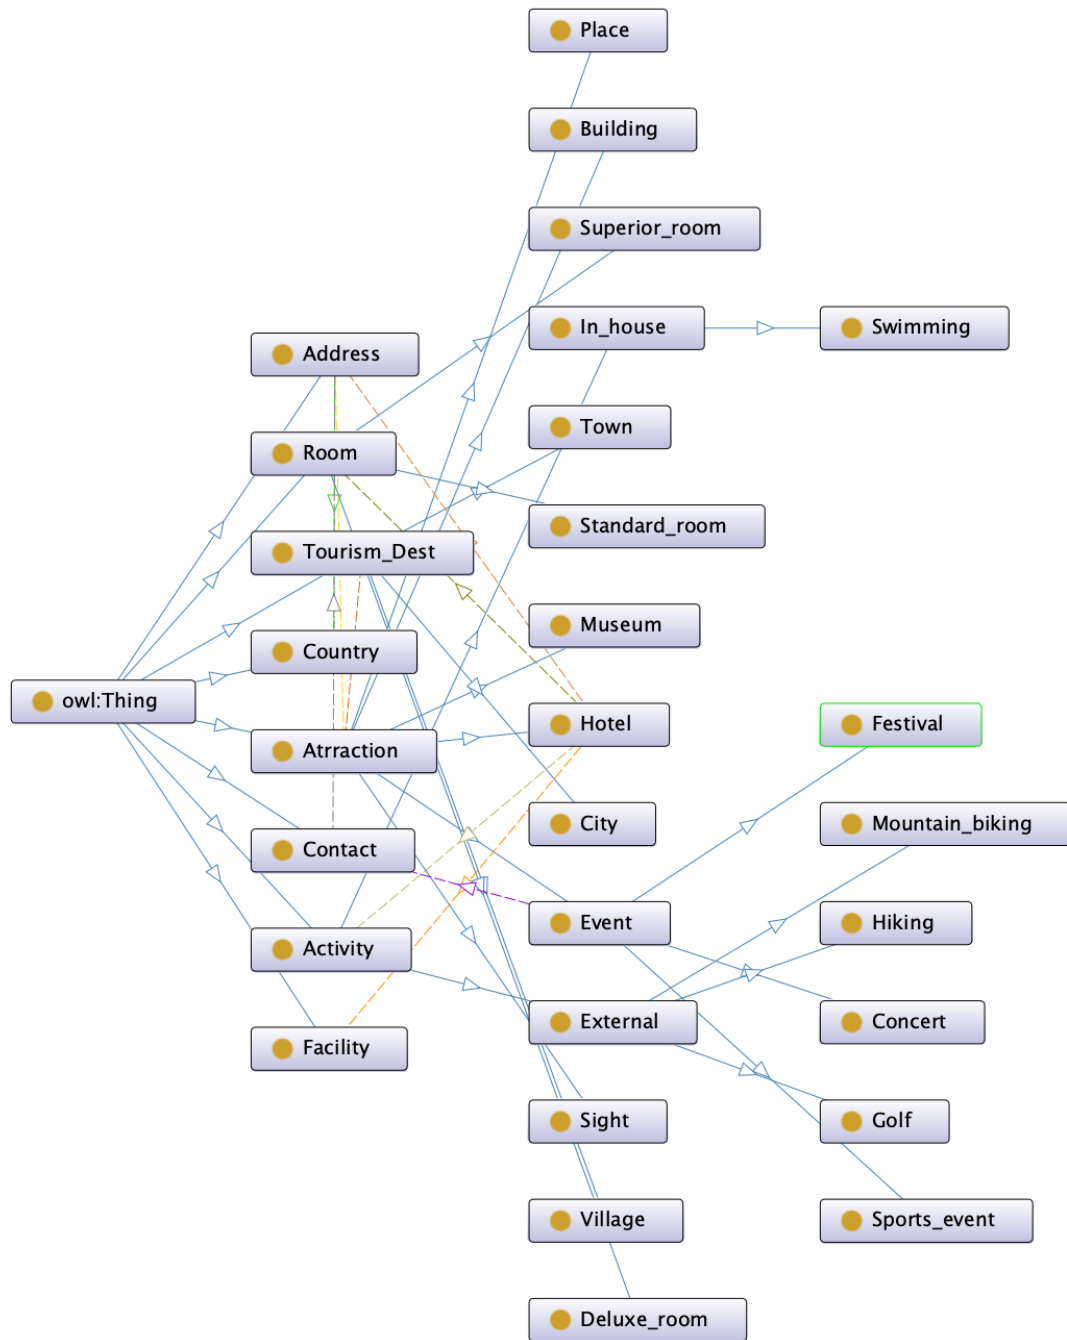 Place
Building
Superior_room
In_house
Swimming
Address
Town
Room
Standard_room
Tourism_Dest
Museum
Country
owl:Thing
Hotel
Festival
Atrraction
City
Mountain_biking
Contact
Event
Hiking
Activity
External
Concert
Facility
Sight
Golf
Village
Sports_event
Deluxe_room